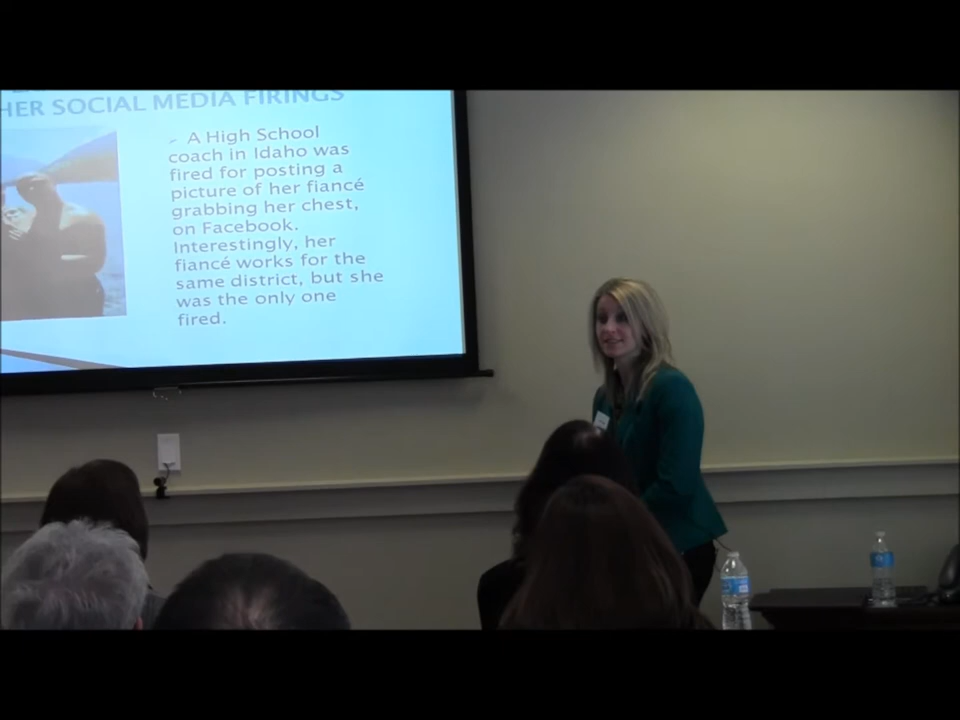 HER SOCIAL MEDIA FIRINGS
A High School
coach in Idaho was
fired for posting a
picture of her fiancé
grabbing her chest,
on Facebook.
Interestingly, her
fiancé works for the
same district, but she
was the only one
fired.